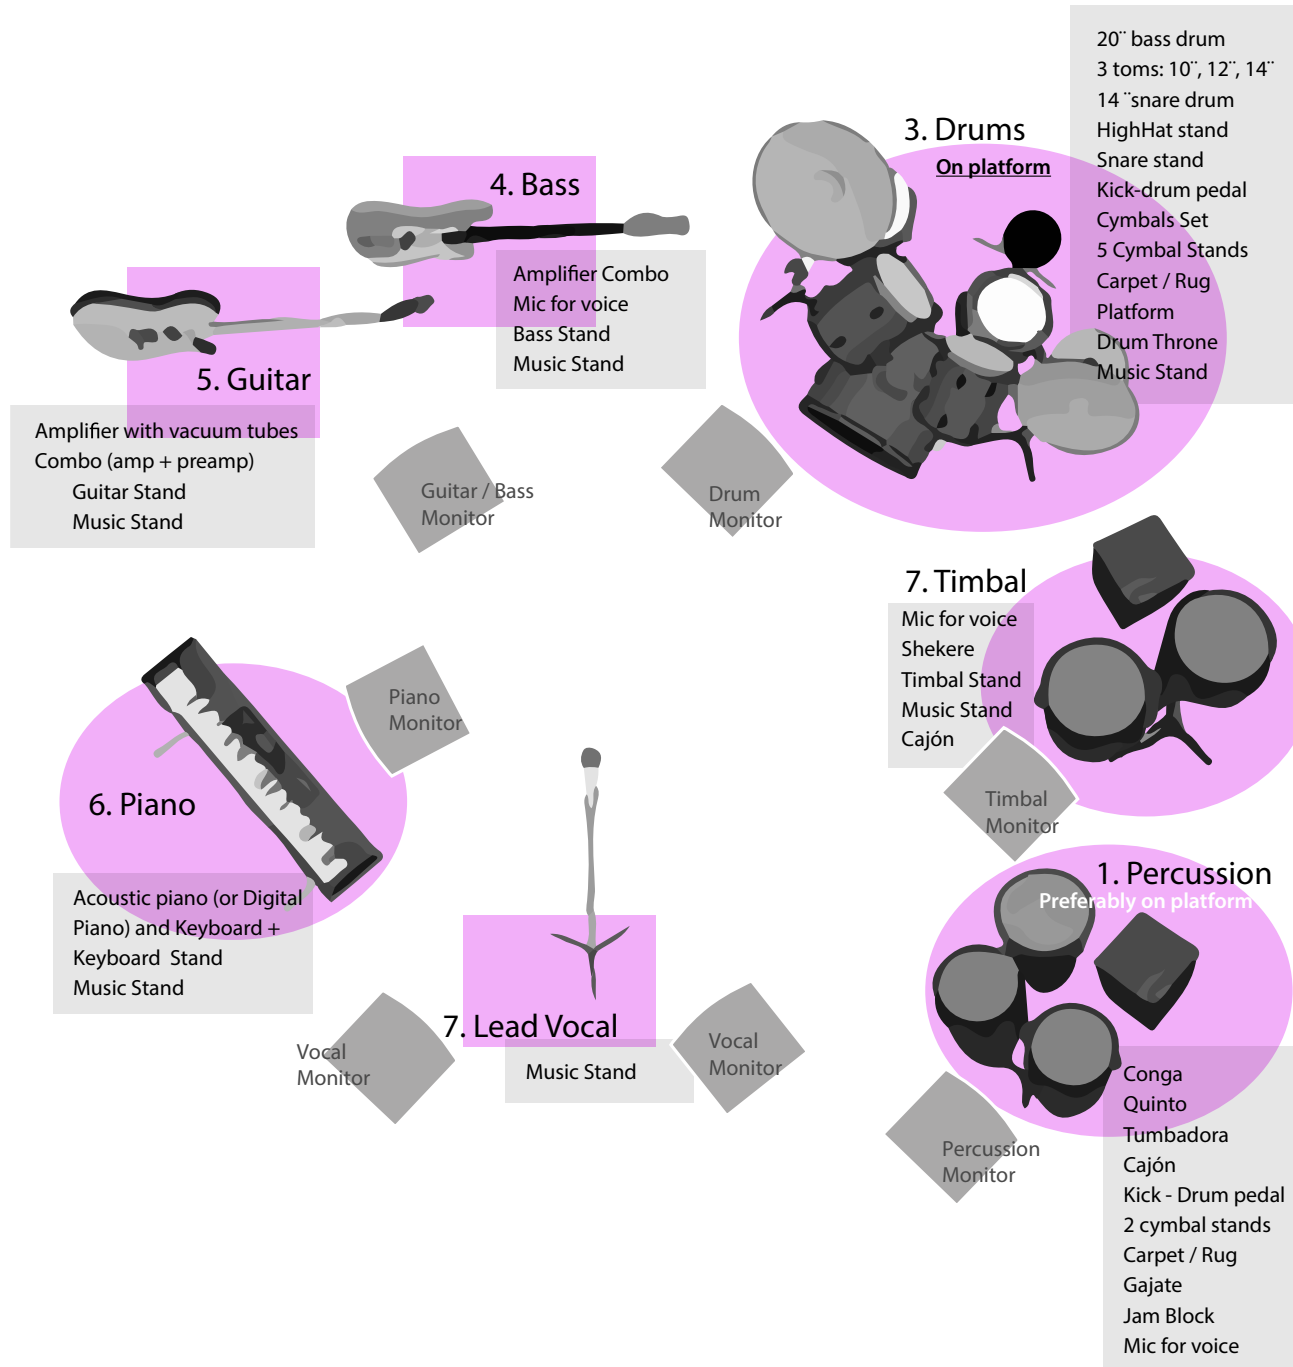 20¨ bass drum
3 toms: 10¨, 12¨, 14¨
14 ¨snare drum
HighHat stand
Snare stand
Kick-drum pedal
Cymbals Set
5 Cymbal Stands
Carpet / Rug
Platform
Drum Throne
Music Stand
3. Drums
On platform
4. Bass
Amplifier Combo
Mic for voice
Bass Stand
Music Stand
5. Guitar
Amplifier with vacuum tubes
Combo (amp + preamp)
Guitar Stand
Music Stand
Guitar / Bass
Monitor
Drum
Monitor
7. Timbal
Mic for voice
Shekere
Timbal Stand
Music Stand
Cajón
Timbal
Monitor
Piano
Monitor
6. Piano
Acoustic piano (or Digital
Piano) and Keyboard +
Keyboard Stand
Music Stand
1. Percussion
Preferably on platform
7. Lead Vocal
Music Stand
Vocal
Monitor
Vocal
Monitor
Percussion
Monitor
Conga
Quinto
Tumbadora
Cajón
Kick - Drum pedal
2 cymbal stands
Carpet / Rug
Gajate
Jam Block
Mic for voice